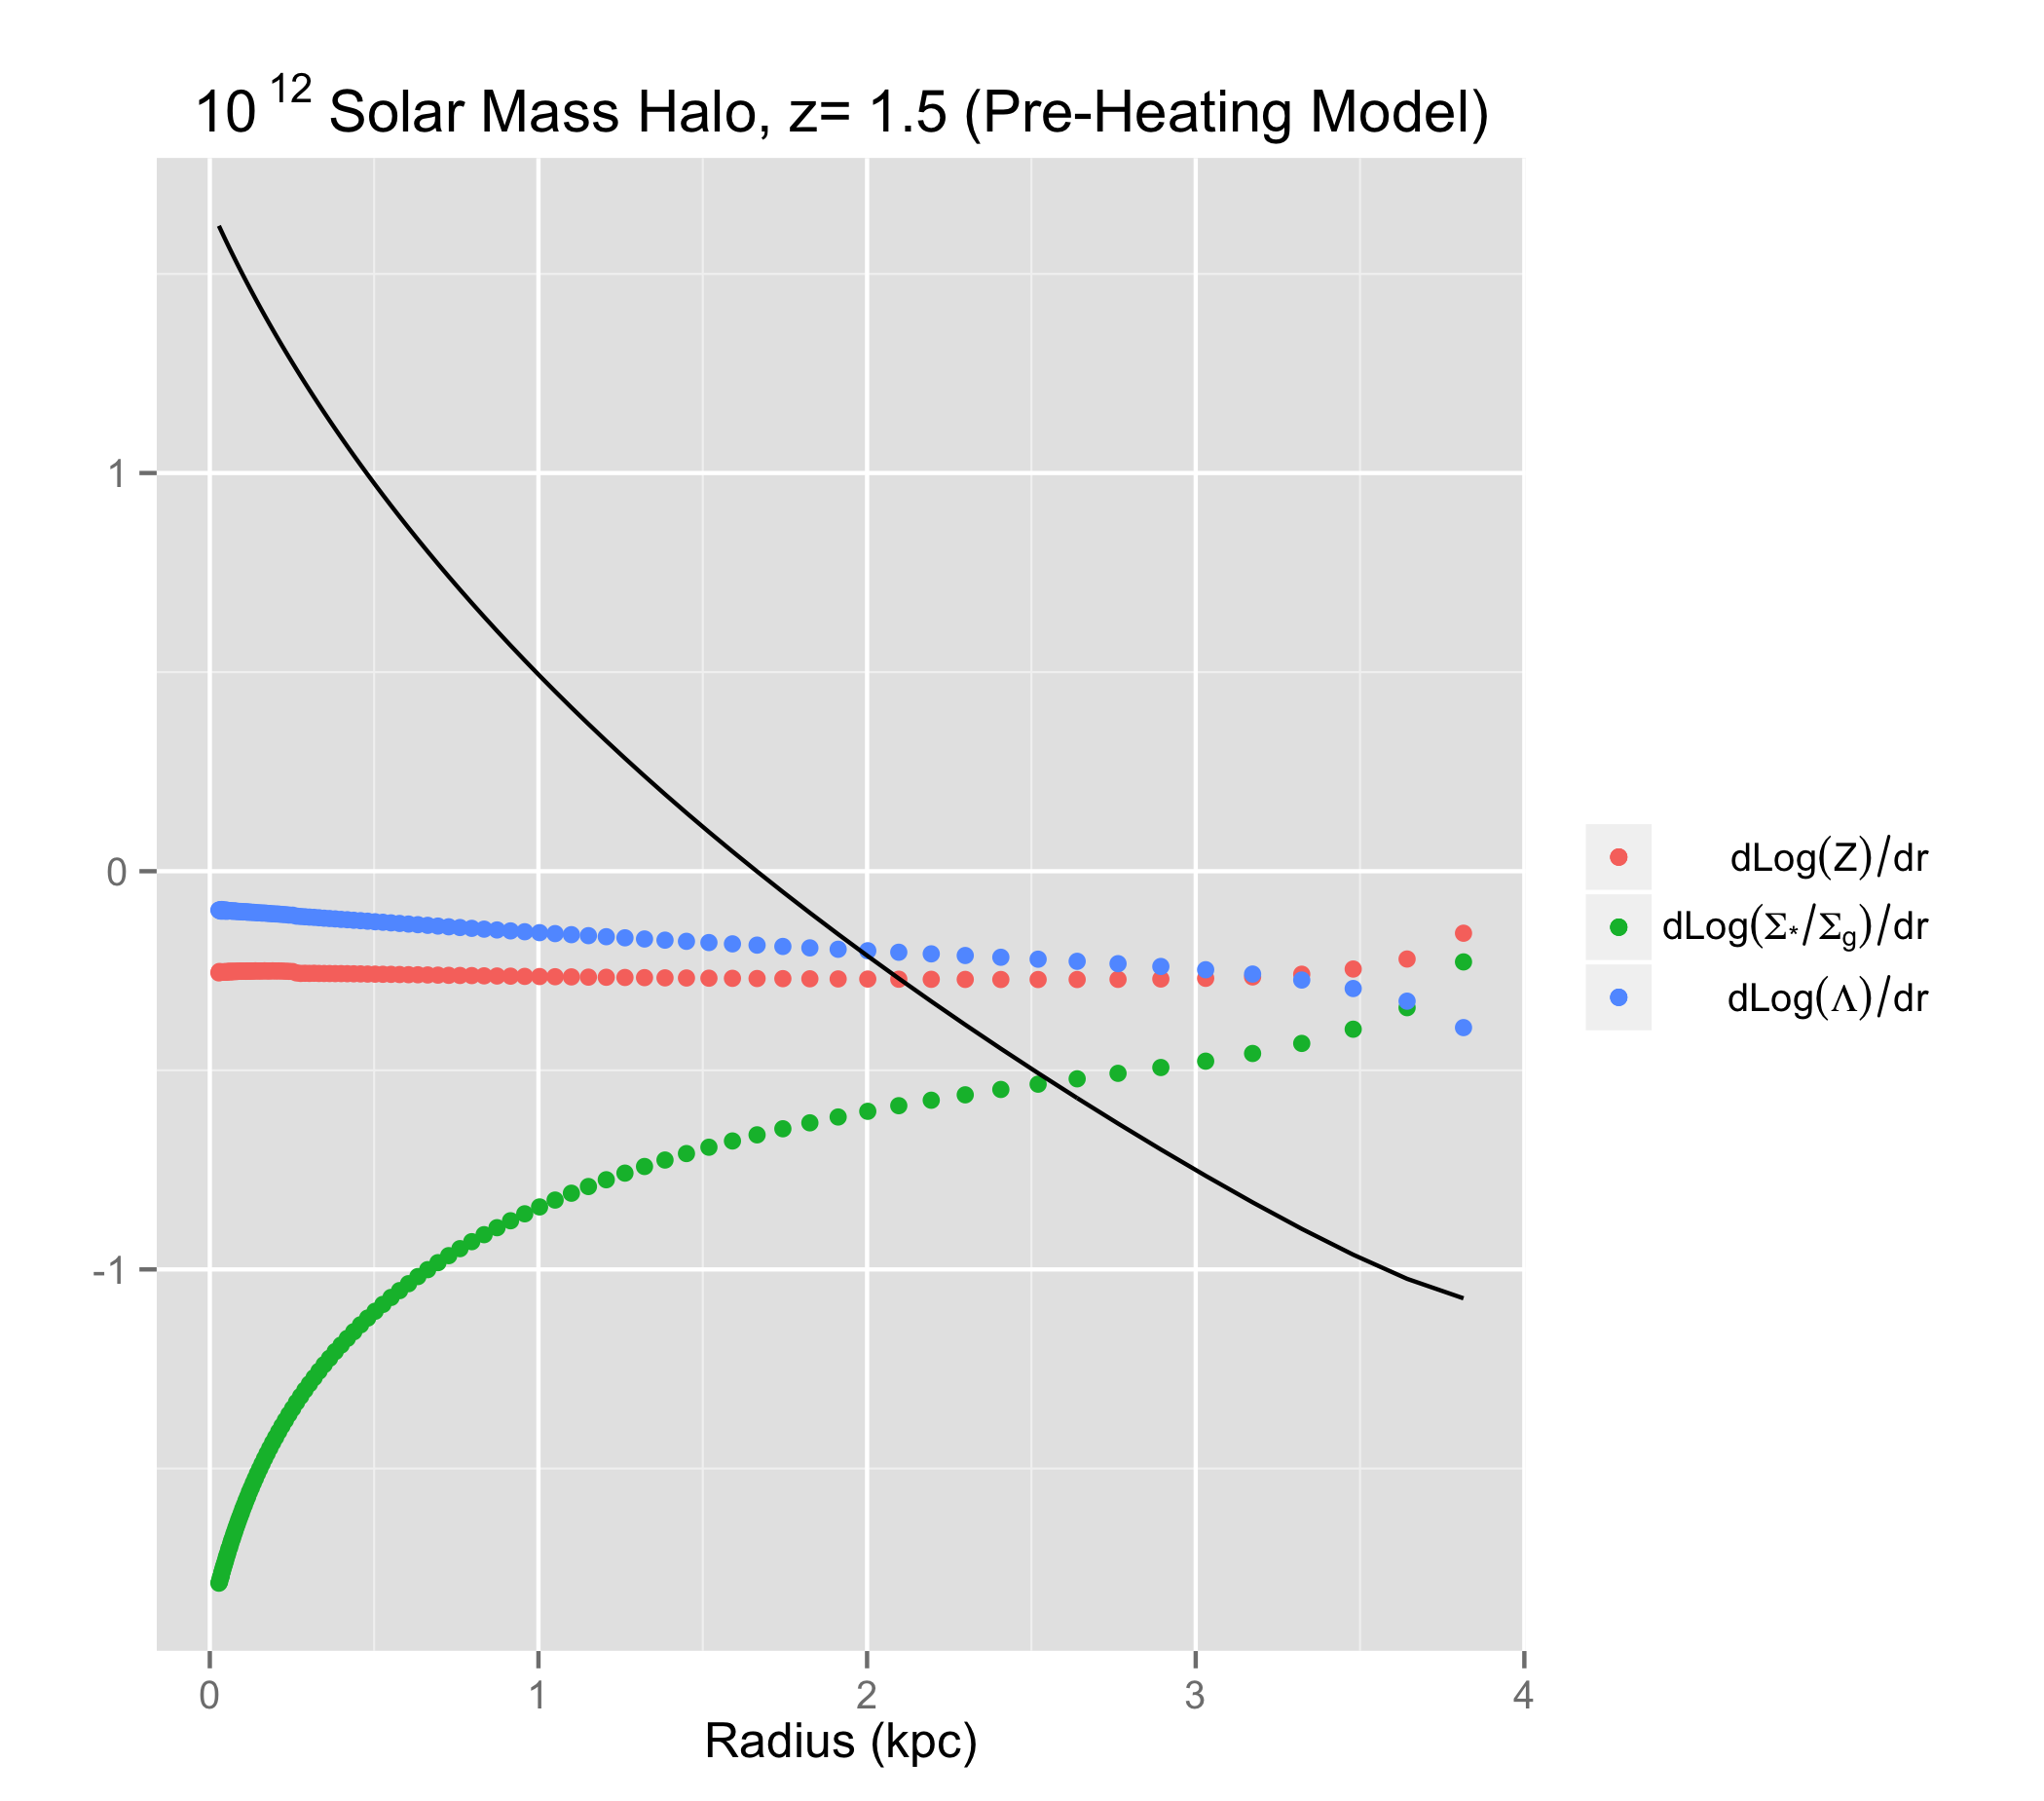 10^12 Solar Mass Halo, z= 1.5 (Pre-Heating Model)
1
0
-1
0 1 2 3 4
Radius (kpc)
dLog(Z)/dr
dLog(Σ*/Σg)/dr
dLog(Λ)/dr